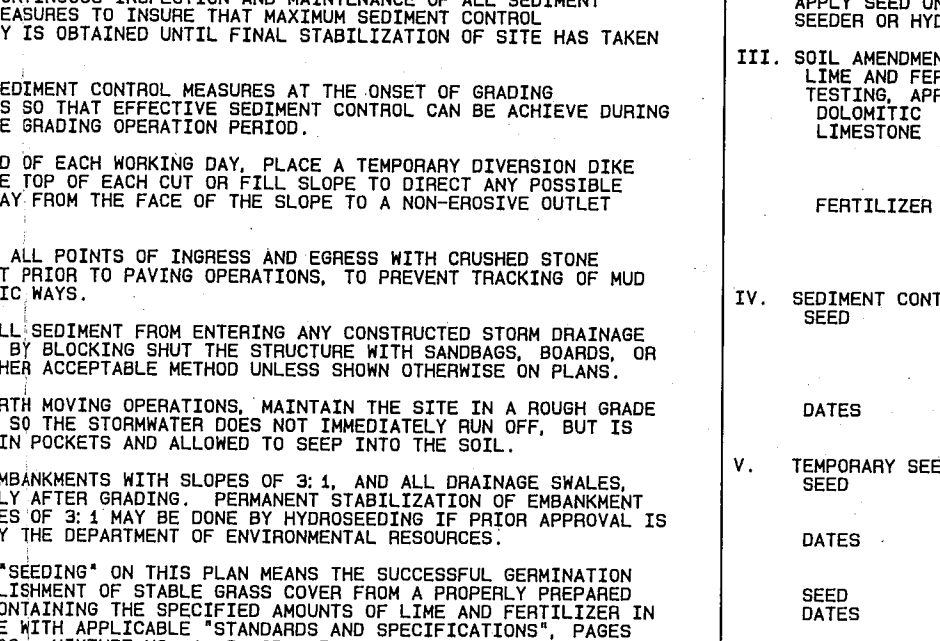 EASURES TO INSURE THAT MAXIMUM SEDIMENT CONTROL
Y IS OBTAINED UNTIL FINAL STABILIZATION OF SITE HAS TAKEN
EDIMENT CONTROL MEASURES AT THE ONSET OF GRADING
S SO THAT EFFECTIVE SEDIMENT CONTROL CAN BE ACHIEVE DURING
E GRADING OPERATION PERIOD.
D OF EACH WORKING DAY, PLACE A TEMPORARY DIVERSION DIKE
E TOP OF EACH CUT OR FILL SLOPE TO DIRECT ANY POSSIBLE
AY FROM THE FACE OF THE SLOPE TO A NON-EROSIVE OUTLET
ALL POINTS OF INGRESS AND EGRESS WITH CRUSHED STONE
T PRIOR TO PAVING OPERATIONS, TO PREVENT TRACKING OF MUD
IC WAYS.
LL SEDIMENT FROM ENTERING ANY CONSTRUCTED STORM DRAINAGE
BY BLOCKING SHUT THE STRUCTURE WITH SANDBAGS, BOARDS, OR
HER ACCEPTABLE METHOD UNLESS SHOWN OTHERWISE ON PLANS.
RTH MOVING OPERATIONS, MAINTAIN THE SITE IN A ROUGH GRADE
SO THE STORMWATER DOES NOT IMMEDIATELY RUN OFF, BUT IS
IN POCKETS AND ALLOWED TO SEEP INTO THE SOIL.
MBANKMENTS WITH SLOPES OF 3:1, AND ALL DRAINAGE SWALES,
LY AFTER GRADING. PERMANENT STABILIZATION OF EMBANKMENT
ES OF 3:1 MAY BE DONE BY HYDROSEEDING IF PRIOR APPROVAL IS
Y THE DEPARTMENT OF ENVIRONMENTAL RESOURCES.
"SEEDING" ON THIS PLAN MEANS THE SUCCESSFUL GERMINATION
LISHMENT OF STABLE GRASS COVER FROM A PROPERLY PREPARED
ONTAINING THE SPECIFIED AMOUNTS OF LIME AND FERTILIZER IN
E WITH APPLICABLE "STANDARDS AND SPECIFICATIONS", PAGES
APPLY SEED ON
SEEDER OR HYD
III. SOIL AMENDMEN
LIME AND FER
TESTING, APP
DOLOMITIC
LIMESTONE
FERTILIZER
IV. SEDIMENT CONT
SEED
DATES
V. TEMPORARY SEE
SEED
DATES
SEED
DATES